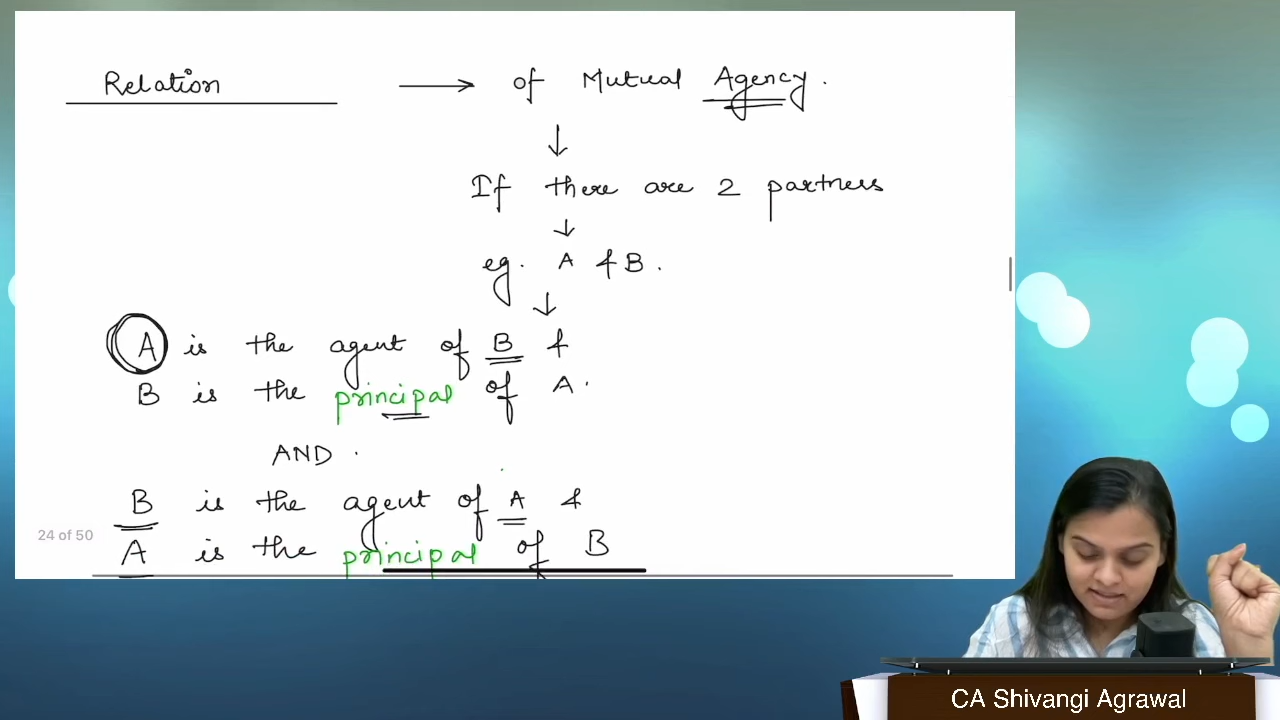 Relation → of Mutual Agency.
↓
If there are 2 partners
↓
eg. A & B.
↓
A is the agent of B &
B is the principal of A.
AND.
B is the agent of A &
24 of 50
A is the principal of B
CA Shivangi Agrawal